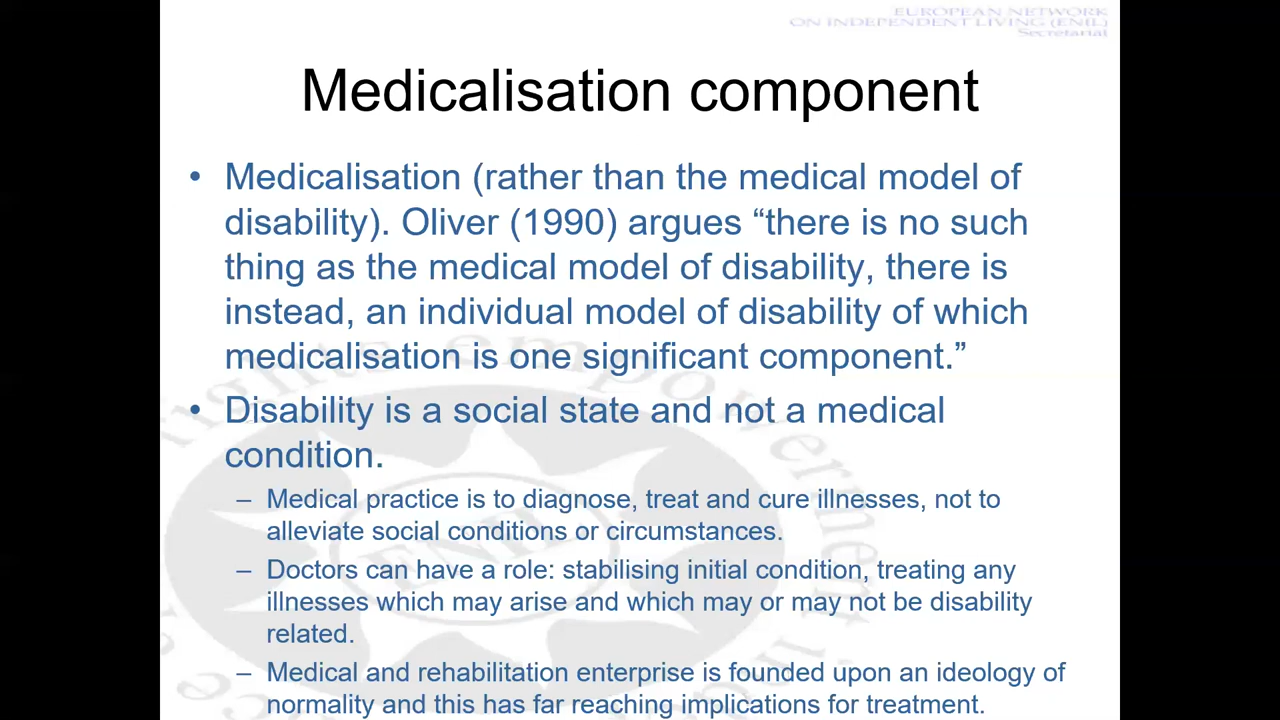 EUROPEAN NETWORK
ON INDEPENDENT LIVING (ENIL)
Secretariat
Medicalisation component
• Medicalisation (rather than the medical model of
disability). Oliver (1990) argues “there is no such
thing as the medical model of disability, there is
instead, an individual model of disability of which
medicalisation is one significant component.”
• Disability is a social state and not a medical
condition.
– Medical practice is to diagnose, treat and cure illnesses, not to
alleviate social conditions or circumstances.
– Doctors can have a role: stabilising initial condition, treating any
illnesses which may arise and which may or may not be disability
related.
– Medical and rehabilitation enterprise is founded upon an ideology of
normality and this has far reaching implications for treatment.
rights empowerment